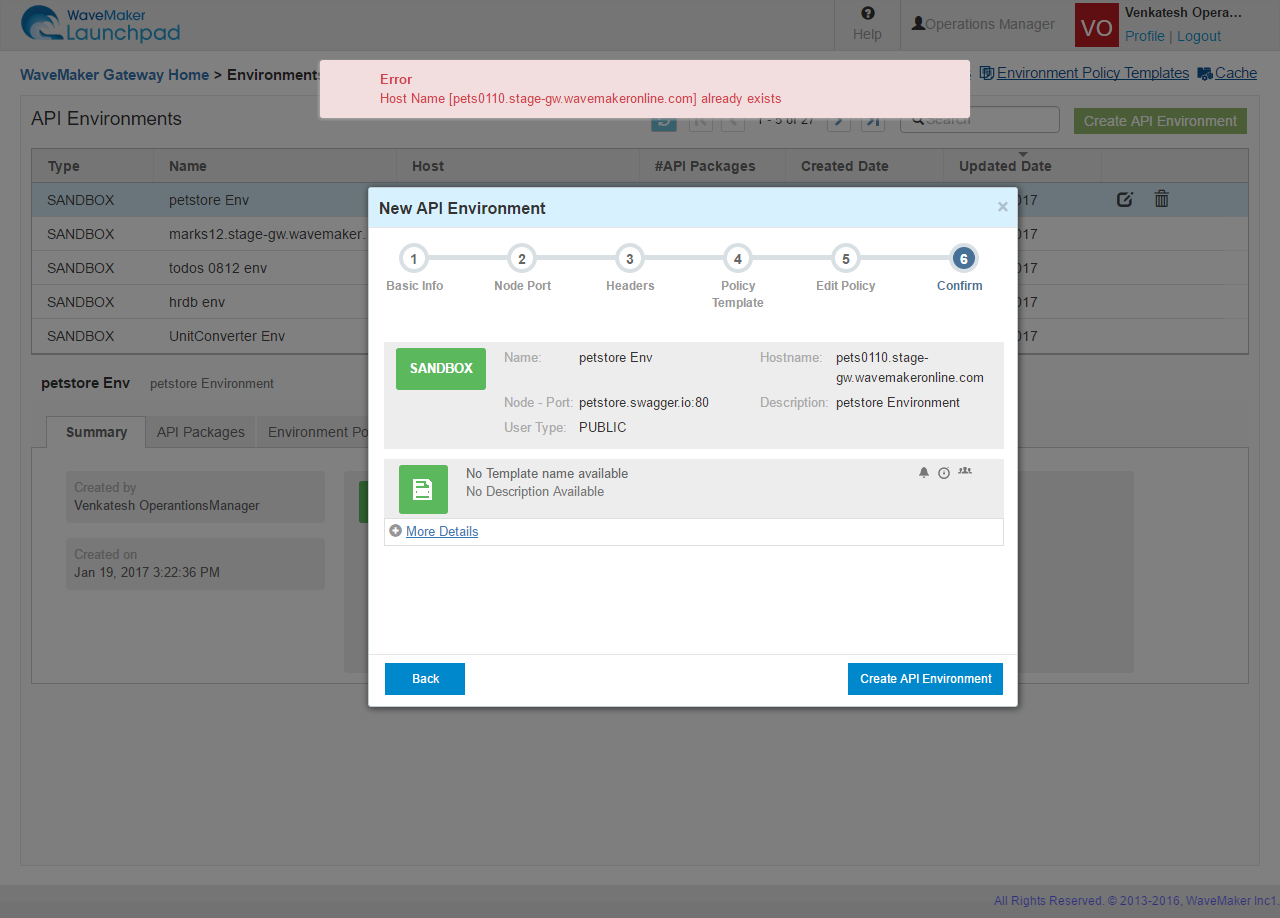 WaveMaker
Launchpad
Help
Operations Manager
VO
Venkatesh Opera...
Profile | Logout
WaveMaker Gateway Home > Environments
Environment Policy Templates
Cache
Error
Host Name [pets0110.stage-gw.wavemakeronline.com] already exists
API Environments
1 - 5 of 27
Search
Create API Environment
Type Name Host #API Packages Created Date Updated Date
SANDBOX petstore Env 017
SANDBOX marks12.stage-gw.wavemaker. 017
SANDBOX todos 0812 env 017
SANDBOX hrdb env 017
SANDBOX UnitConverter Env 017
petstore Env petstore Environment
Summary API Packages Environment Po
Created by
Venkatesh OperantionsManager
Created on
Jan 19, 2017 3:22:36 PM
New API Environment ×
1 2 3 4 5 6
Basic Info Node Port Headers Policy Template Edit Policy Confirm
SANDBOX
Name: petstore Env
Hostname: pets0110.stage-
gw.wavemakeronline.com
Node - Port: petstore.swagger.io:80
Description: petstore Environment
User Type: PUBLIC
No Template name available
No Description Available
More Details
Back
Create API Environment
All Rights Reserved. © 2013-2016, WaveMaker Inc1.